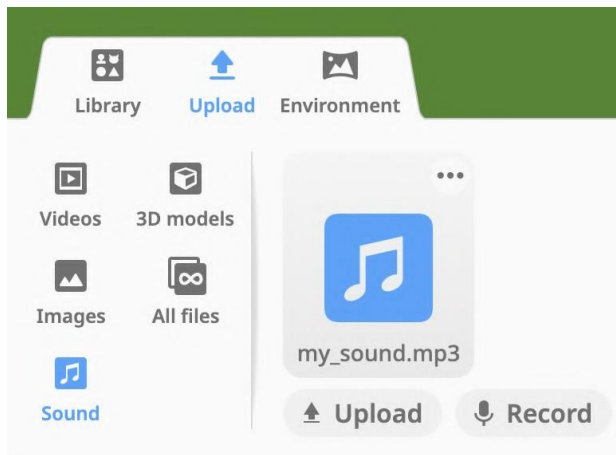 Library Upload Environment
Videos 3D models
Images All files
Sound
my_sound.mp3
Upload Record